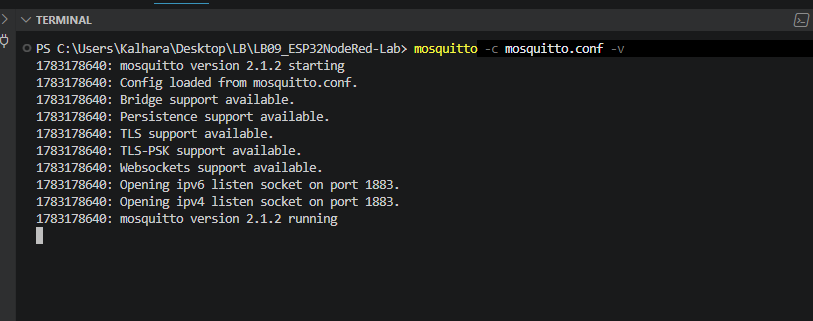 TERMINAL
PS C:\Users\Kalhara\Desktop\LB\LB09_ESP32NodeRed-Lab> mosquitto -c mosquitto.conf -v
1783178640: mosquitto version 2.1.2 starting
1783178640: Config loaded from mosquitto.conf.
1783178640: Bridge support available.
1783178640: Persistence support available.
1783178640: TLS support available.
1783178640: TLS-PSK support available.
1783178640: Websockets support available.
1783178640: Opening ipv6 listen socket on port 1883.
1783178640: Opening ipv4 listen socket on port 1883.
1783178640: mosquitto version 2.1.2 running